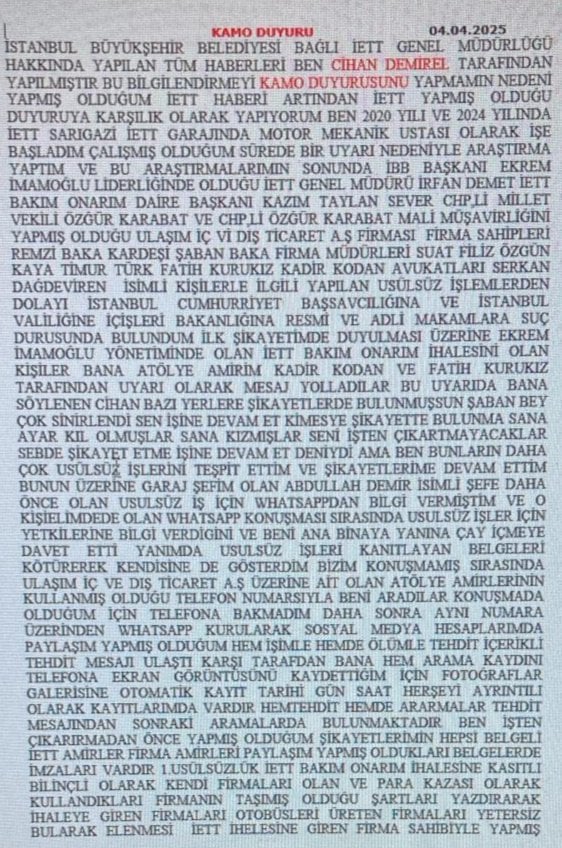 KAMO DUYURU 04.04.2025
İSTANBUL BÜYÜKŞEHİR BELEDİYESİ BAĞLI İETT GENEL MÜDÜRLÜĞÜ
HAKKINDA YAPILAN TÜM HABERLERİ BEN CİHAN DEMİREL TARAFINDAN
YAPILMIŞTIR BU BİLGİLENDİRMEYİ KAMO DUYURUSUNU YAPMAMIN NEDENİ
YAPMIŞ OLDUĞUM İETT HABERİ ARTINDAN İETT YAPMIŞ OLDUĞU
DUYURUYA KARŞILIK OLARAK YAPIYORUM BEN 2020 YILI VE 2024 YILINDA
İETT SARIGAZİ İETT GARAJINDA MOTOR MEKANİK USTASI OLARAK İŞE
BAŞLADIM ÇALIŞMIŞ OLDUĞUM SÜREDE BİR UYARI NEDENİYLE ARAŞTIRMA
YAPTIM VE BU ARAŞTIRMALARIMIN SONUNDA İBB BAŞKANI EKREM
İMAMOĞLU LİDERLİĞİNDE OLDUĞU İETT GENEL MÜDÜRÜ İRFAN DEMET İETT
BAKIM ONARIM DAİRE BAŞKANI KAZIM TAYLAN SEVER CHP,Lİ MİLLET
VEKİLİ ÖZGÜR KARABAT VE CHP,Lİ ÖZGÜR KARABAT MALİ MÜŞAVİRLİĞİNİ
YAPMIŞ OLDUĞU ULAŞIM İÇ Vİ DIŞ TİCARET A.Ş FİRMASI FİRMA SAHİPLERİ
REMZİ BAKA KARDEŞİ ŞABAN BAKA FİRMA MÜDÜRLERİ SUAT FİLİZ ÖZGÜN
KAYA TİMUR TÜRK FATİH KURUKIZ KADİR KODAN AVUKATLARI SERKAN
DAĞDEVİREN İSİMLİ KİŞİLERLE İLGİLİ YAPILAN USÜLSÜZ İŞLEMLERDEN
DOLAYI İSTANBUL CUMHURRİYET BAŞSAVCILIĞINA VE İSTANBUL
VALİLİĞİNE İÇİŞLERİ BAKANLIĞINA RESMİ VE ADLİ MAKAMLARA SUÇ
DURUSUNDA BULUNDUM İLK ŞİKAYETİMDE DUYULMASI ÜZERİNE EKREM
İMAMOĞLU YÖNETİMİNDE OLAN İETT BAKIM ONARIM İHALESİNİ OLAN
KİŞİLER BANA ATÖLYE AMİRİM KADİR KODAN VE FATİH KURUKIZ
TARAFINDAN UYARI OLARAK MESAJ YOLLADILAR BU UYARIDA BANA
SÖYLENEN CİHAN BAZI YERLERE ŞİKAYETLERDE BULUNMUŞSUN ŞABAN BEY
ÇOK SİNİRLENDİ SEN İŞİNE DEVAM ET KİMESYE ŞİKAYETTE BULUNMA SANA
AYAR KIL OLMUŞLAR SANA KIZMIŞLAR SENİ İŞTEN ÇIKARTMAYACAKLAR
SEBDE ŞİKAYET ETME İŞİNE DEVAM ET DENİYDİ AMA BEN BUNLARIN DAHA
ÇOK USÜLSÜZ İŞLERİNİ TEŞPİT ETTİM VE ŞİKAYETLERİME DEVAM ETTİM
BUNUN ÜZERİNE GARAJ ŞEFİM OLAN ABDULLAH DEMİR İSİMLİ ŞEFE DAHA
ÖNCE OLAN USULSUZ İŞ İÇİN WHATSAPPDAN BİLGİ VERMİŞTİM VE O
KİŞİELİMDEDE OLAN WHATSAPP KONUŞMASI SIRASINDA USULSÜZ İŞLER İÇİN
YETKİLERİNE BİLGİ VERDİGİNİ VE BENİ ANA BİNAYA YANINA ÇAY İÇMEYE
DAVET ETTİ YANIMDA USULSUZ İŞLERİ KANITLAYAN BELGELERİ
KÖTÜREREK KENDİSİNE DE GÖSTERDİM BİZİM KONUŞMAMIŞ SIRASINDA
ULAŞIM İÇ VE DIŞ TİCARET A.Ş ÜZERİNE AİT OLAN ATÖLYE AMİRLERİNİN
KULLANMIŞ OLDUĞU TELEFON NUMARSIYLA BENİ ARADILAR KONUŞMADA
OLDUĞUM İÇİN TELEFONA BAKMADIM DAHA SONRA AYNI NUMARA
ÜZERİNDEN WHATSAPP KURULARAK SOSYAL MEDYA HESAPLARIMDA
PAYLAŞIM YAPMIŞ OLDUĞUM HEM İŞİMLE HEMDE ÖLÜMLE TEHDİT İÇERİKLİ
TEHDİT MESAJI ULAŞTI KARŞI TARAFDAN BANA HEM ARAMA KAYDINI
TELEFONA EKRAN GÖRÜNTÜSÜNÜ KAYDETTİĞİM İÇİN FOTOĞRAFLAR
GALERİSİNE OTOMATİK KAYIT TARİHİ GÜN SAAT HERŞEYİ AYRINTILI
OLARAK KAYITLARIMDA VARDIR HEMTEHDİT HEMDE ARARMALAR TEHDİT
MESAJINDAN SONRAKİ ARAMALARDA BULUNMAKTADIR BEN İŞTEN
ÇIKARIRMADAN ÖNCE YAPMIŞ OLDUĞUM ŞİKAYETLERİMİN HEPSİ BELGELİ
İETT AMİRLER FİRMA AMİRLERİ PAYLAŞIM YAPMIŞ OLDUKLARI BELGELERDE
İMZALARI VARDIR 1.USÜLSÜZLÜK İETT BAKIM ONARIM İHALESİNE KASITLI
BİLİNÇLİ OLARAK KENDİ FİRMALARI OLAN VE PARA KAZASI OLARAK
KULLANDIKLARI FİRMANIN TAŞIMIŞ OLDUĞU ŞARTLARI YAZDIRARAK
İHALEYE GİREN FİRMALARI OTOBÜSLERİ ÜRETEN FİRMALARI YETERSİZ
BULARAK ELENMESİ İETT İHELESİNE GİREN FİRMA SAHİBİYLE YAPMIŞ